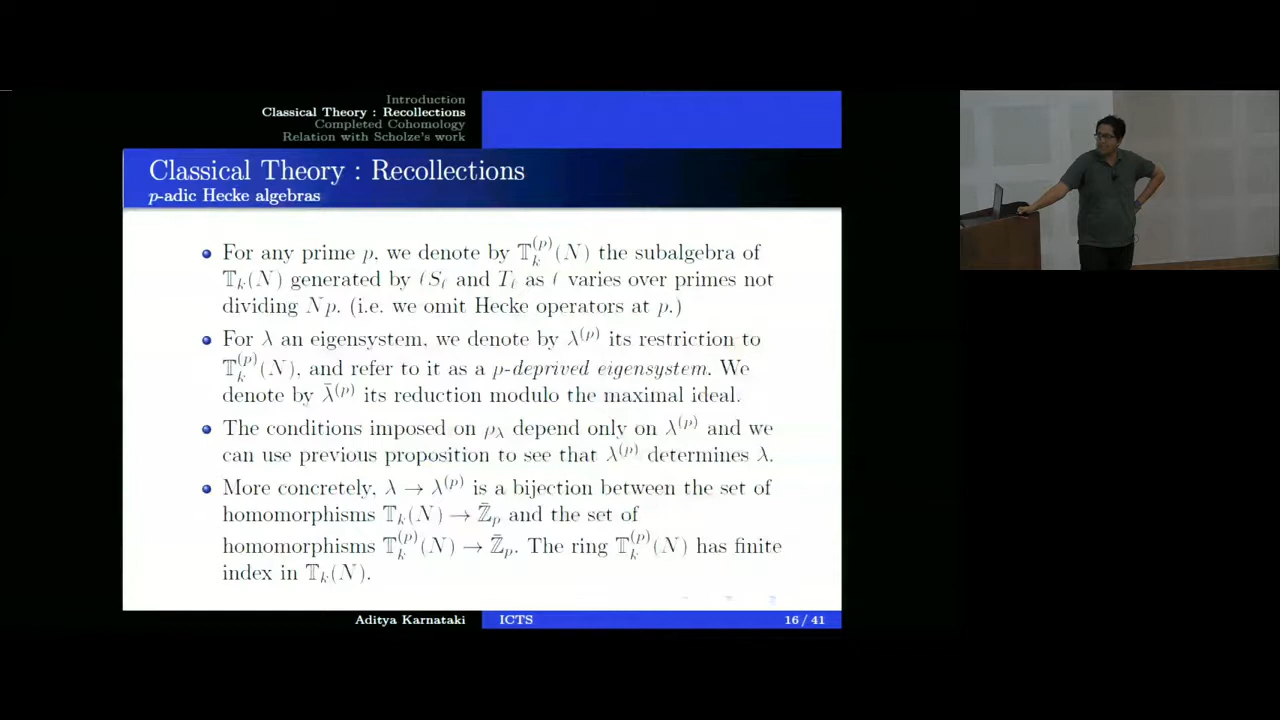 Introduction
Classical Theory : Recollections
Completed Cohomology
Relation with Scholze's work
Classical Theory : Recollections
p-adic Hecke algebras
For any prime p, we denote by 𝕋_k^{(p)}(N) the subalgebra of
𝕋_k(N) generated by ℓS_ℓ and T_ℓ as ℓ varies over primes not
dividing Np. (i.e. we omit Hecke operators at p.)
For λ an eigensystem, we denote by λ^{(p)} its restriction to
𝕋_k^{(p)}(N), and refer to it as a p-deprived eigensystem. We
denote by λ̄^{(p)} its reduction modulo the maximal ideal.
The conditions imposed on ρ_λ depend only on λ^{(p)} and we
can use previous proposition to see that λ^{(p)} determines λ.
More concretely, λ → λ^{(p)} is a bijection between the set of
homomorphisms 𝕋_k(N) → ℤ̄_p and the set of
homomorphisms 𝕋_k^{(p)}(N) → ℤ̄_p. The ring 𝕋_k^{(p)}(N) has finite
index in 𝕋_k(N).
Aditya Karnataki ICTS 16 / 41